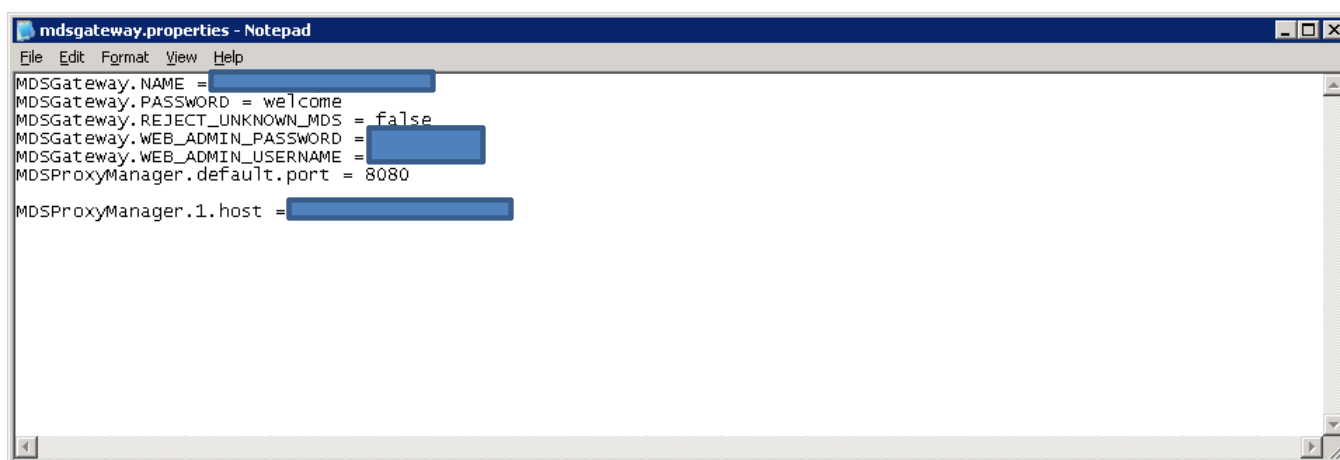 mdsgateway.properties - Notepad
File Edit Format View Help
MDSGateway.NAME =
MDSGateway.PASSWORD = welcome
MDSGateway.REJECT_UNKNOWN_MDS = false
MDSGateway.WEB_ADMIN_PASSWORD =
MDSGateway.WEB_ADMIN_USERNAME =
MDSProxyManager.default.port = 8080
MDSProxyManager.1.host =